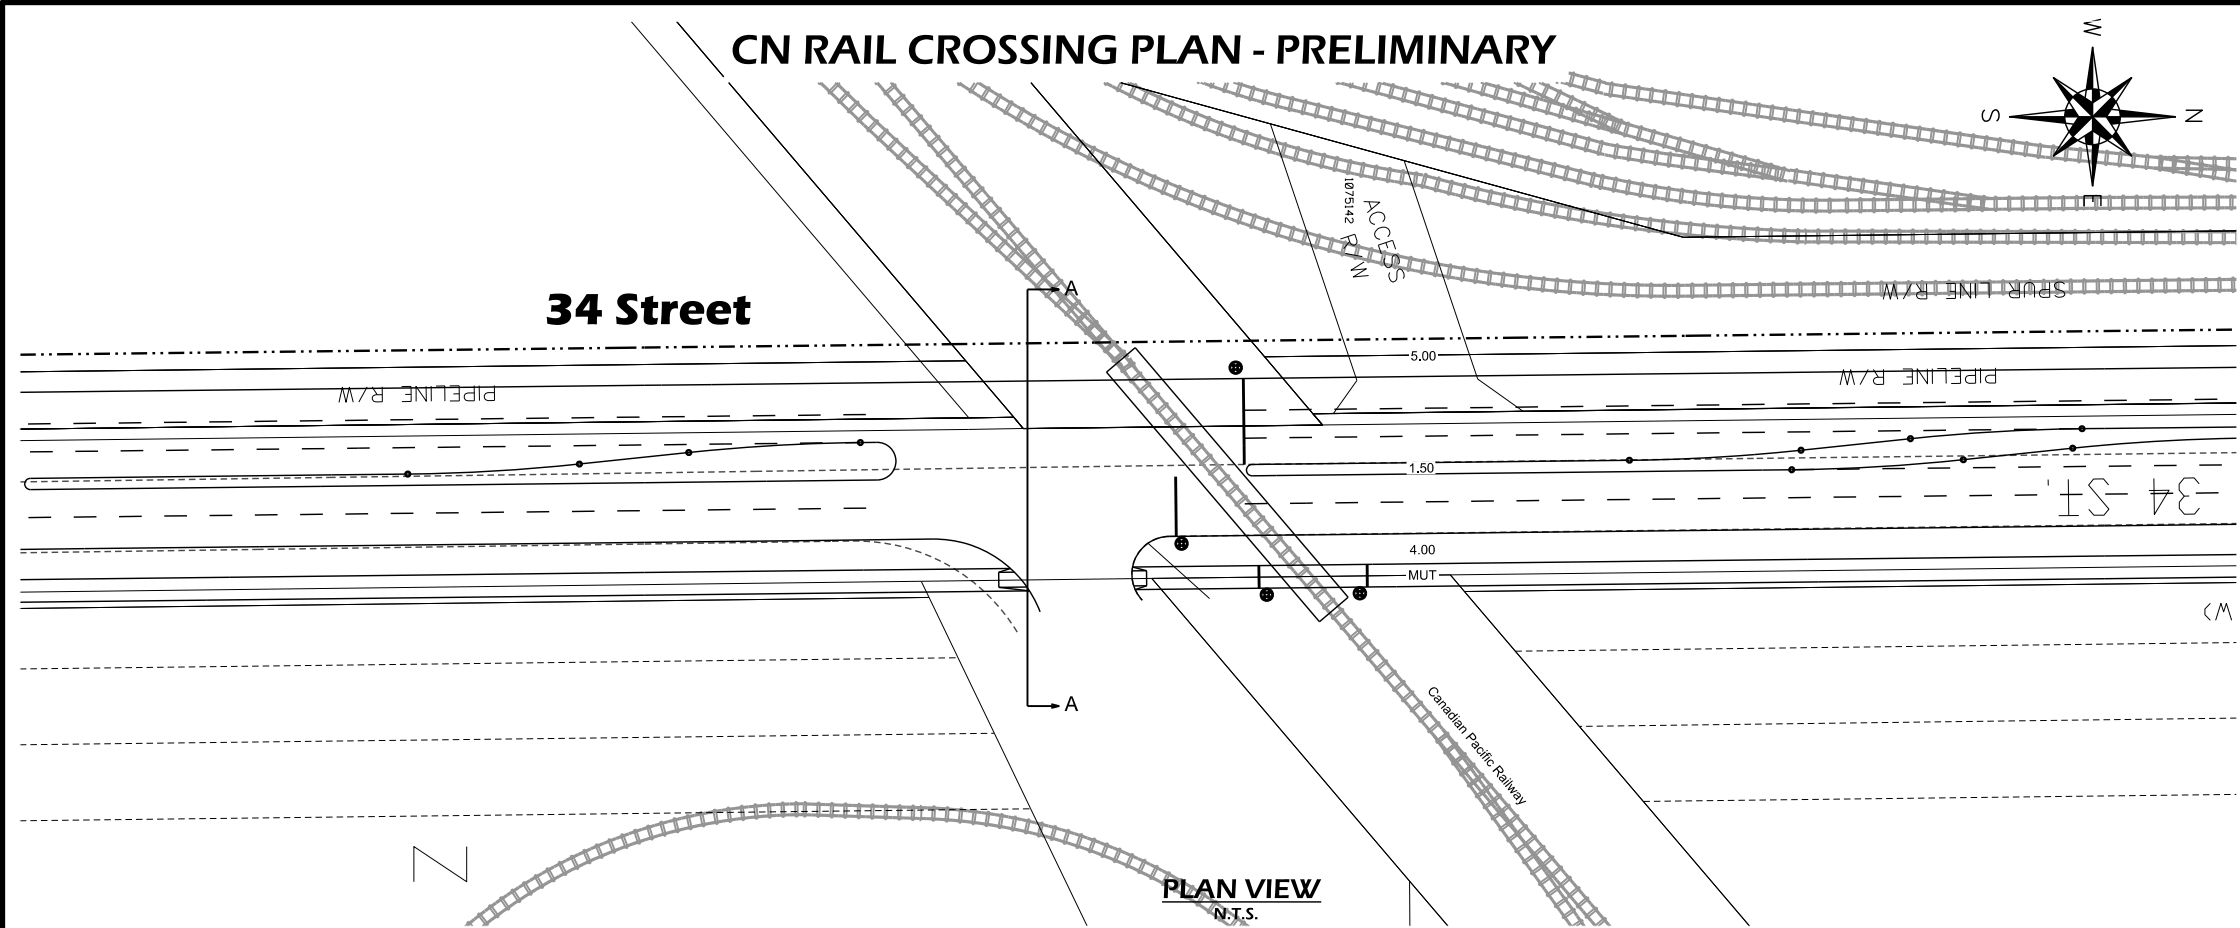 CN RAIL CROSSING PLAN - PRELIMINARY
W
S
N
E
1075142 R/W
ACCESS
A
SPUR LINE R/W
34 Street
5.00
PIPELINE R/W
PIPELINE R/W
1.50
34 ST.
4.00
MUT
W)
A
Canadian Pacific Railway
Z
PLAN VIEW
N.T.S.